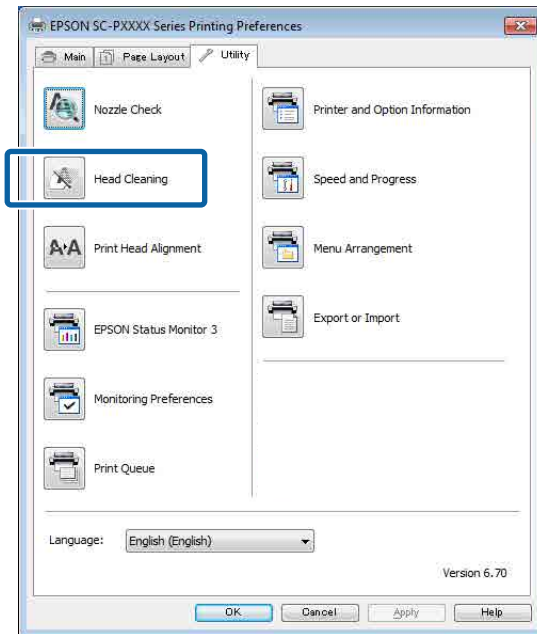 EPSON SC-PXXXX Series Printing Preferences
Main
Page Layout
Utility
Nozzle Check
Printer and Option Information
Head Cleaning
Speed and Progress
Print Head Alignment
Menu Arrangement
EPSON Status Monitor 3
Export or Import
Monitoring Preferences
Print Queue
Language:
English (English)
Version 6.70
OK
Cancel
Apply
Help